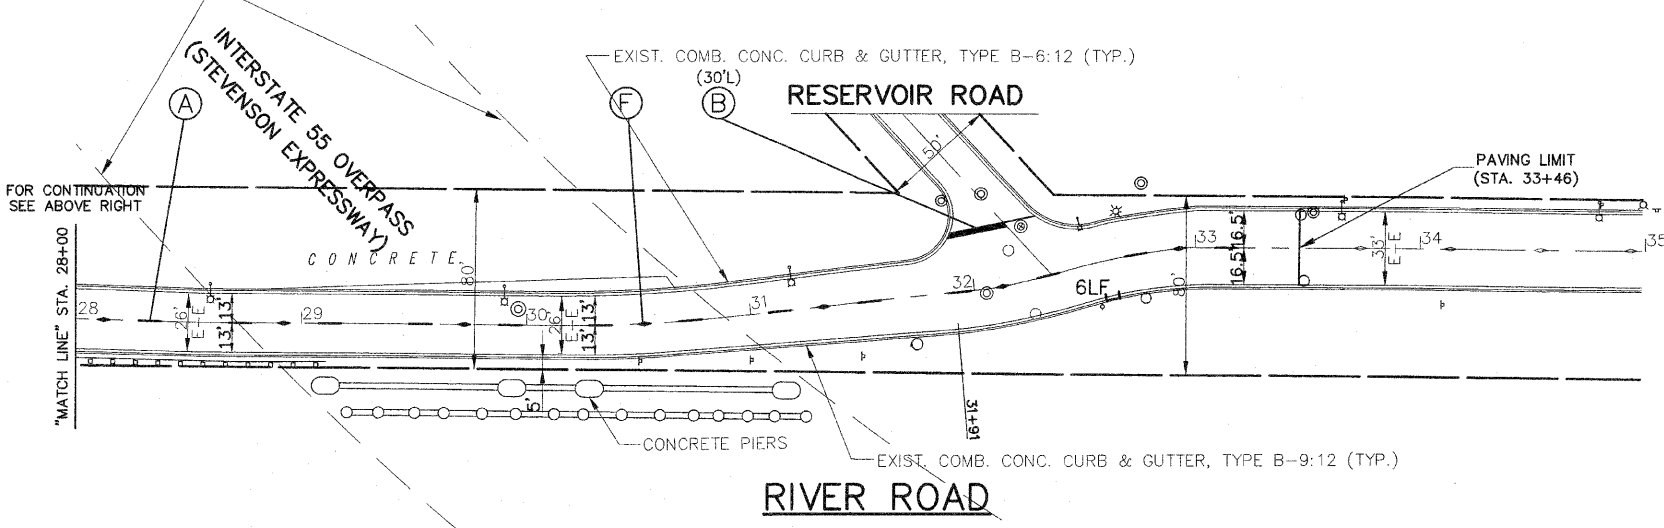 INTERSTATE 55 OVERPASS
(STEVENSON EXPRESSWAY)
A
F
B
(30'L)
EXIST. COMB. CONC. CURB & GUTTER, TYPE B-6:12 (TYP.)
RESERVOIR ROAD
50'
PAVING LIMIT
(STA. 33+46)
FOR CONTINUATION
SEE ABOVE RIGHT
"MATCH LINE" STA. 28+00
CONCRETE
80'
28
26'
E-E
13' 13'
29
30
26'
E-E
13' 13'
31
32
6LF
33
80'
16.5' 16.5'
33'
E-E
34
35
5'
31+91
CONCRETE PIERS
EXIST. COMB. CONC. CURB & GUTTER, TYPE B-9:12 (TYP.)
RIVER ROAD